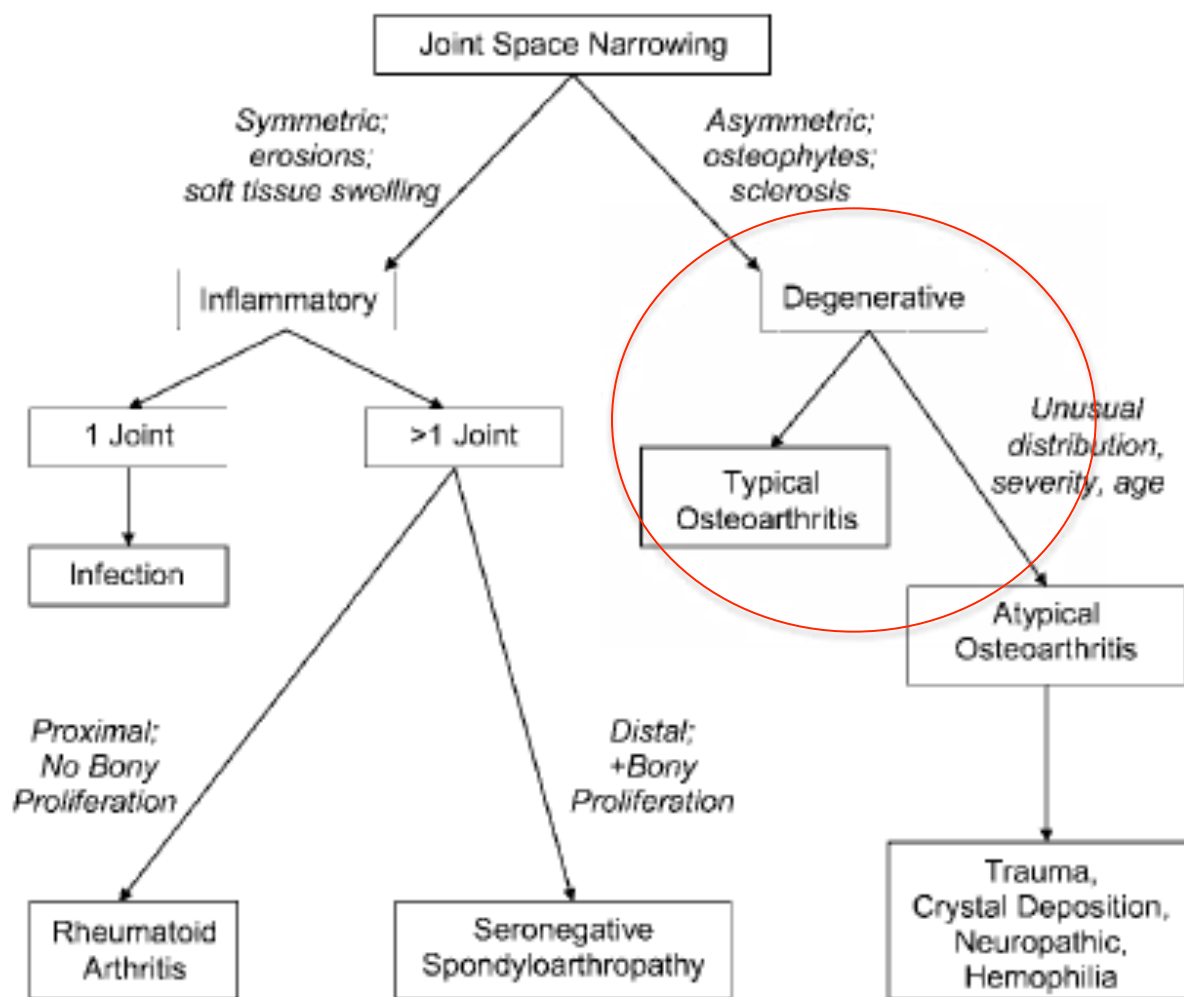 Joint Space Narrowing
Symmetric;
erosions;
soft tissue swelling
Asymmetric;
osteophytes;
sclerosis
Inflammatory
Degenerative
1 Joint
>1 Joint
Unusual
distribution,
severity, age
Typical
Osteoarthritis
Infection
Atypical
Osteoarthritis
Proximal;
No Bony
Proliferation
Distal;
+Bony
Proliferation
Rheumatoid
Arthritis
Seronegative
Spondyloarthropathy
Trauma,
Crystal Deposition,
Neuropathic,
Hemophilia